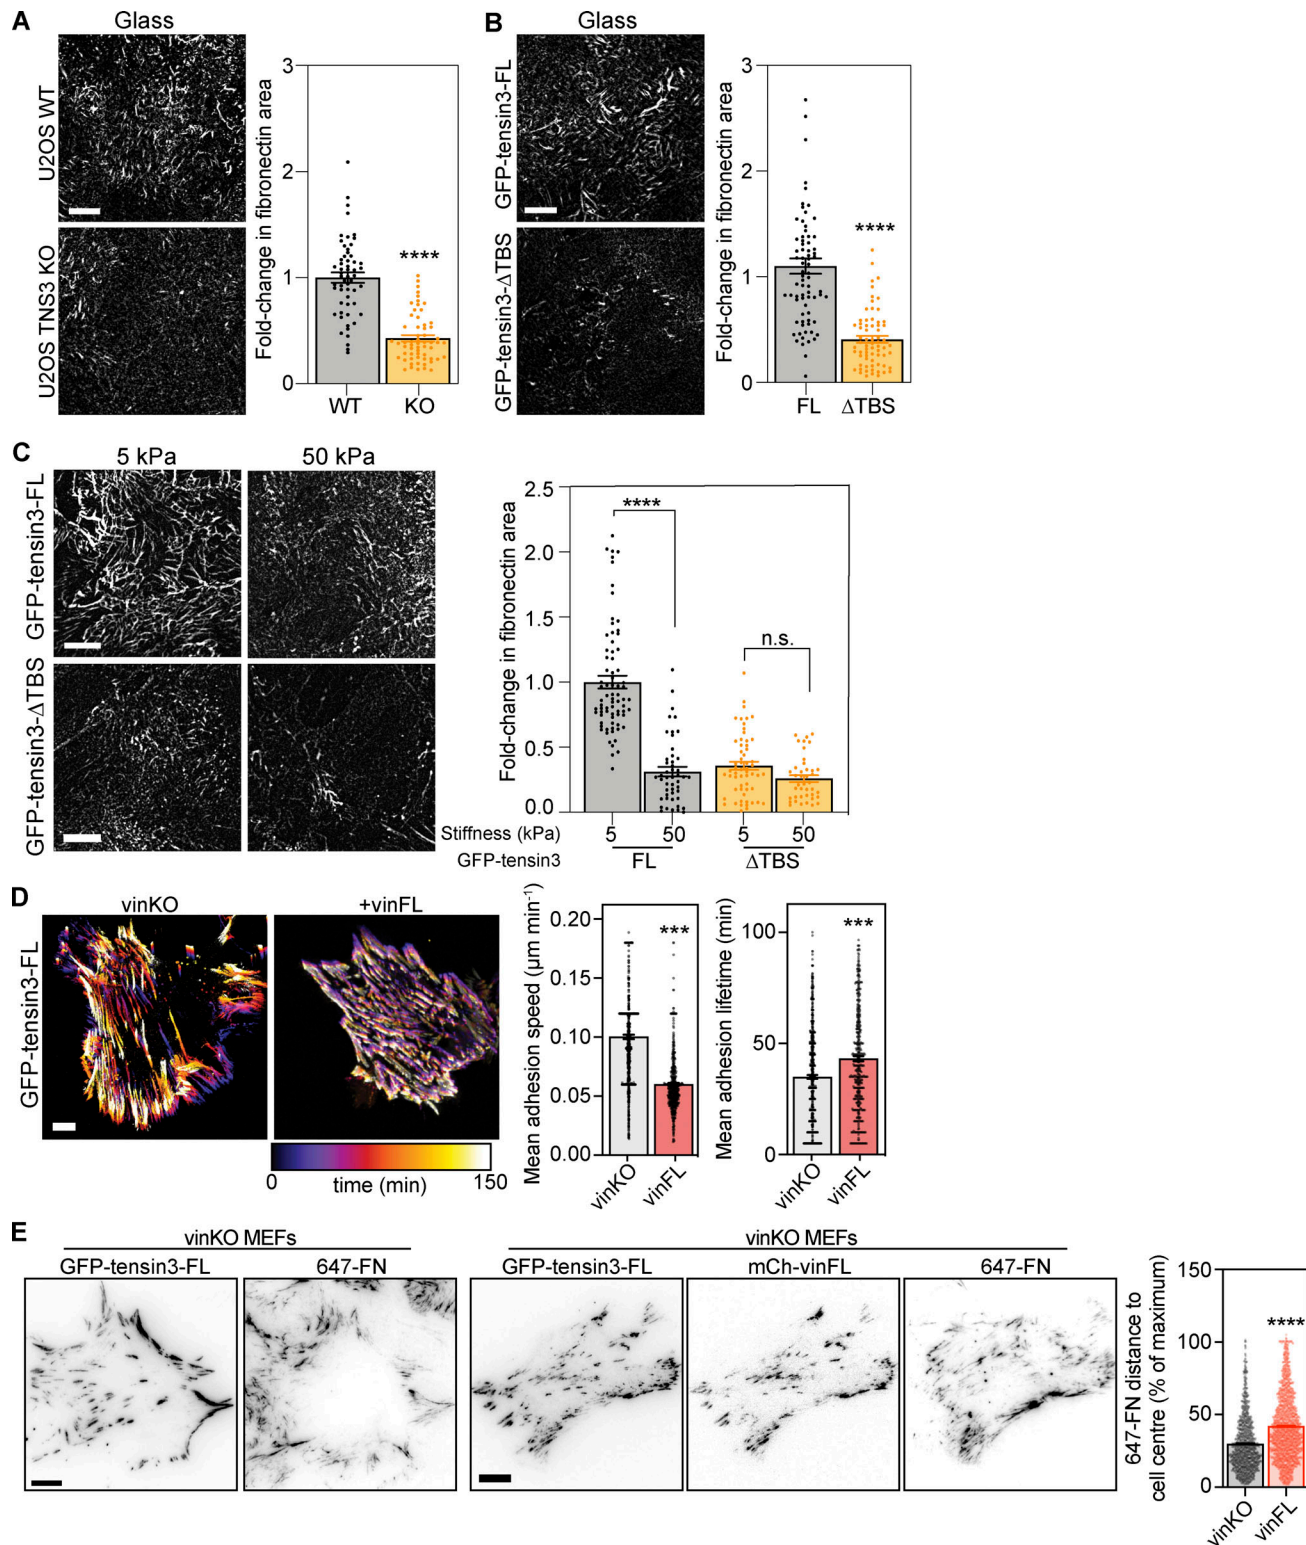 A
Glass
U2OS WT
U2OS TNS3 KO
Fold-change in fibronectin area
3
2
1
0
****
WT
KO
B
Glass
GFP-tensin3-FL
GFP-tensin3-ΔTBS
Fold-change in fibronectin area
3
2
1
0
****
FL
ΔTBS
C
5 kPa
50 kPa
GFP-tensin3-FL
GFP-tensin3-ΔTBS
Fold-change in fibronectin area
2.5
2.0
1.5
1.0
0.5
0.0
****
n.s.
Stiffness (kPa)
5
50
5
50
GFP-tensin3
FL
ΔTBS
D
vinKO
+vinFL
GFP-tensin3-FL
0
time (min)
150
Mean adhesion speed (µm min⁻¹)
0.20
0.15
0.10
0.05
0.00
***
vinKO
vinFL
Mean adhesion lifetime (min)
100
50
0
***
vinKO
vinFL
E
vinKO MEFs
GFP-tensin3-FL
647-FN
vinKO MEFs
GFP-tensin3-FL
mCh-vinFL
647-FN
647-FN distance to
cell centre (% of maximum)
150
100
50
0
****
vinKO
vinFL